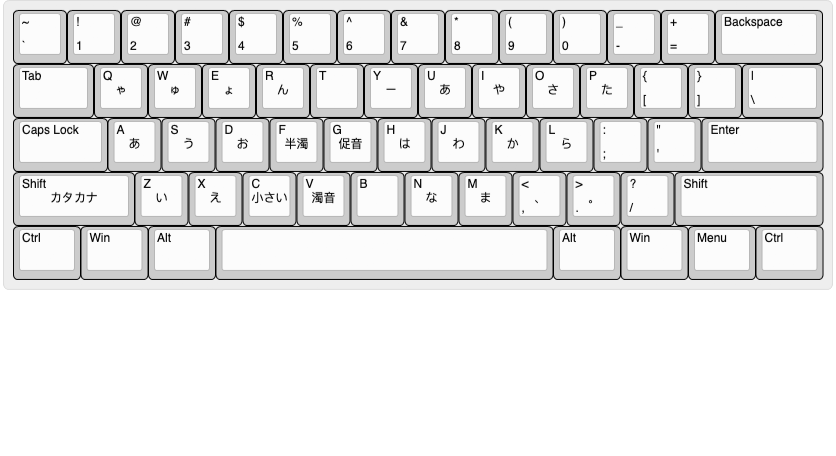 ~ ! @ # $ % ^ & * ( ) _ + Backspace
` 1 2 3 4 5 6 7 8 9 0 - =
Tab Q W E R T Y U I O P { } |
ゃ ゅ ょ ん ー あ や さ た
[ ] \
Caps Lock A S D F G H J K L : " Enter
あ う お 半濁 促音 は わ か ら
; '
Shift Z X C V B N M < > ? Shift
カタカナ い え 小さい 濁音 な ま 、 。
, . /
Ctrl Win Alt Alt Win Menu Ctrl